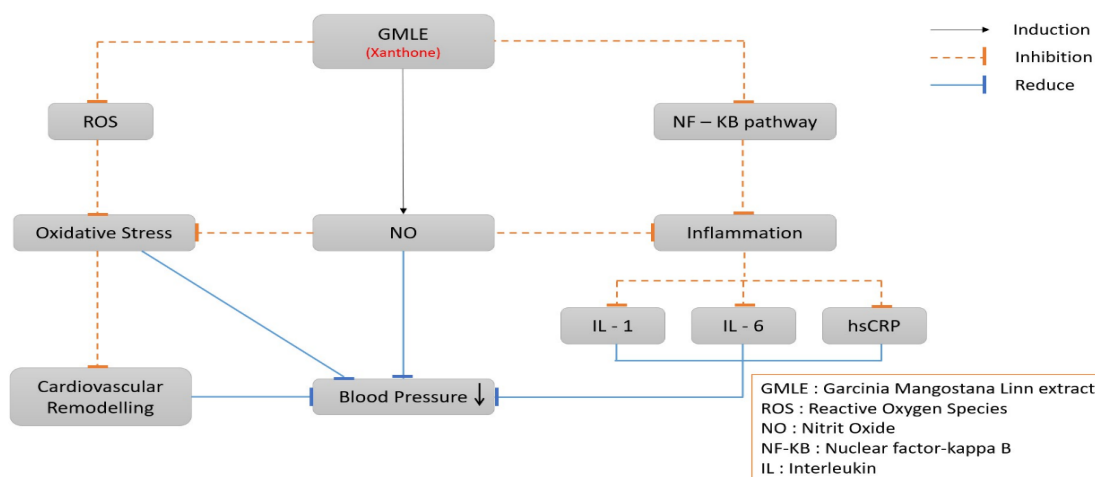 GMLE
(Xanthone)
Induction
Inhibition
Reduce
ROS
NF – KB pathway
Oxidative Stress
NO
Inflammation
IL - 1
IL - 6
hsCRP
Cardiovascular
Remodelling
Blood Pressure ↓
GMLE : Garcinia Mangostana Linn extract
ROS : Reactive Oxygen Species
NO : Nitrit Oxide
NF-KB : Nuclear factor-kappa B
IL : Interleukin